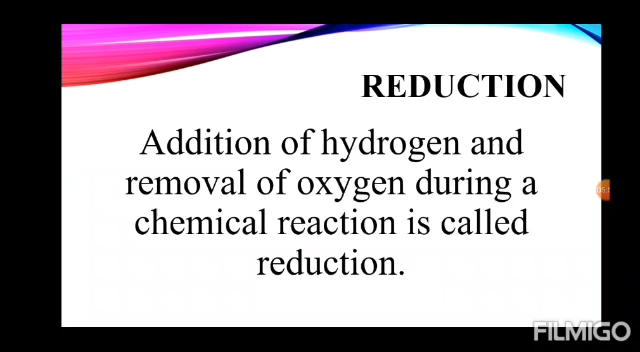 REDUCTION
Addition of hydrogen and
removal of oxygen during a
chemical reaction is called
reduction.
FILMIGO